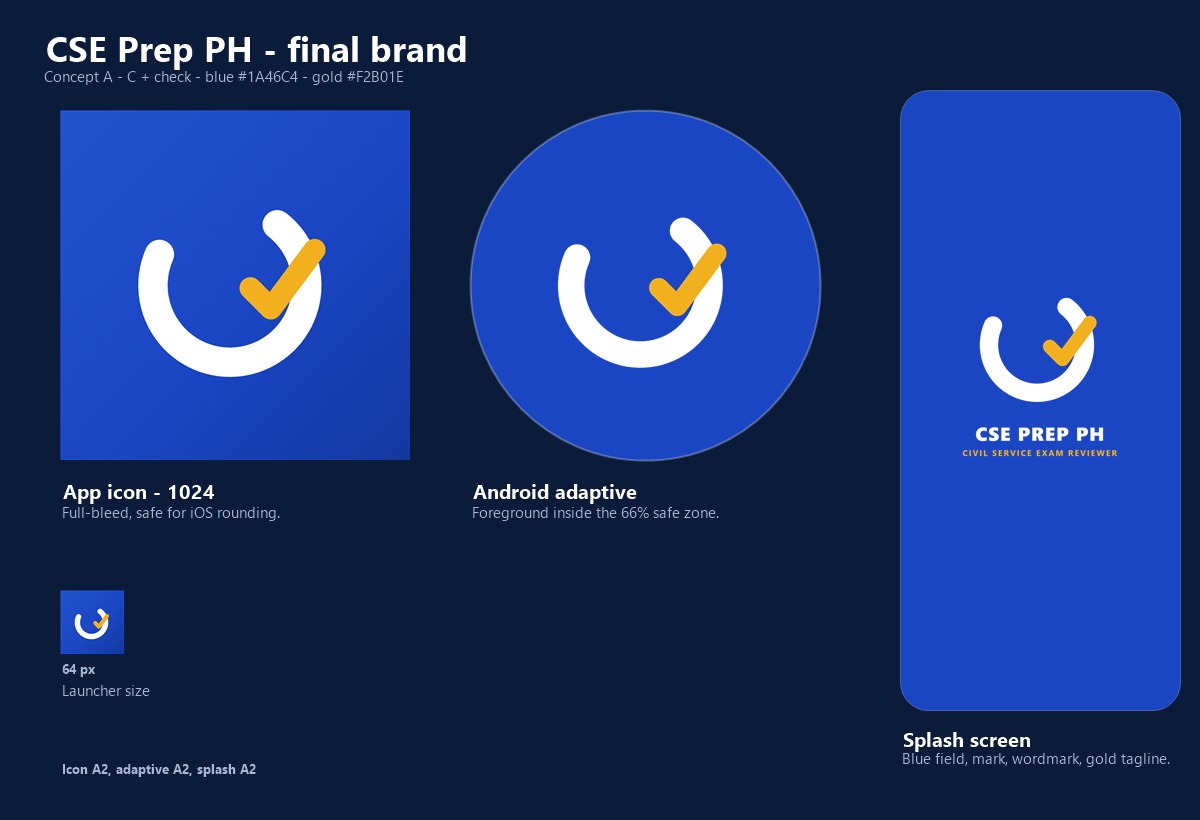 CSE Prep PH - final brand
Concept A - C + check - blue #1A46C4 - gold #F2B01E
App icon - 1024
Full-bleed, safe for iOS rounding.
Android adaptive
Foreground inside the 66% safe zone.
CSE PREP PH
CIVIL SERVICE EXAM REVIEWER
64 px
Launcher size
Icon A2, adaptive A2, splash A2
Splash screen
Blue field, mark, wordmark, gold tagline.